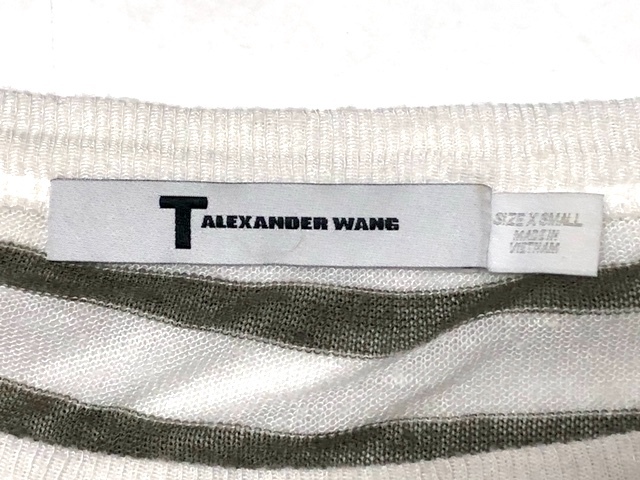 T ALEXANDER WANG
SIZE X SMALL
MADE IN
VIETNAM